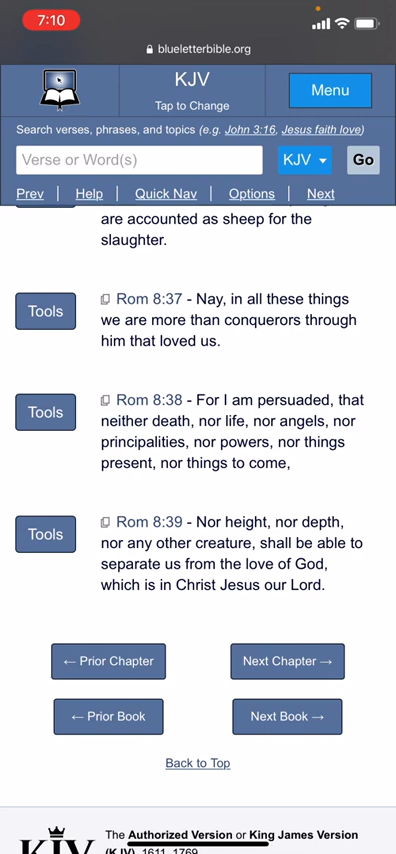 7:10
blueletterbible.org
KJV
Tap to Change
Menu
Search verses, phrases, and topics (e.g. John 3:16, Jesus faith love)
Verse or Word(s)
KJV
Go
Prev | Help | Quick Nav | Options | Next
are accounted as sheep for the
slaughter.
Tools
Rom 8:37 - Nay, in all these things
we are more than conquerors through
him that loved us.
Tools
Rom 8:38 - For I am persuaded, that
neither death, nor life, nor angels, nor
principalities, nor powers, nor things
present, nor things to come,
Tools
Rom 8:39 - Nor height, nor depth,
nor any other creature, shall be able to
separate us from the love of God,
which is in Christ Jesus our Lord.
← Prior Chapter
Next Chapter →
← Prior Book
Next Book →
Back to Top
KJV
The Authorized Version or King James Version
(KJV), 1611, 1769